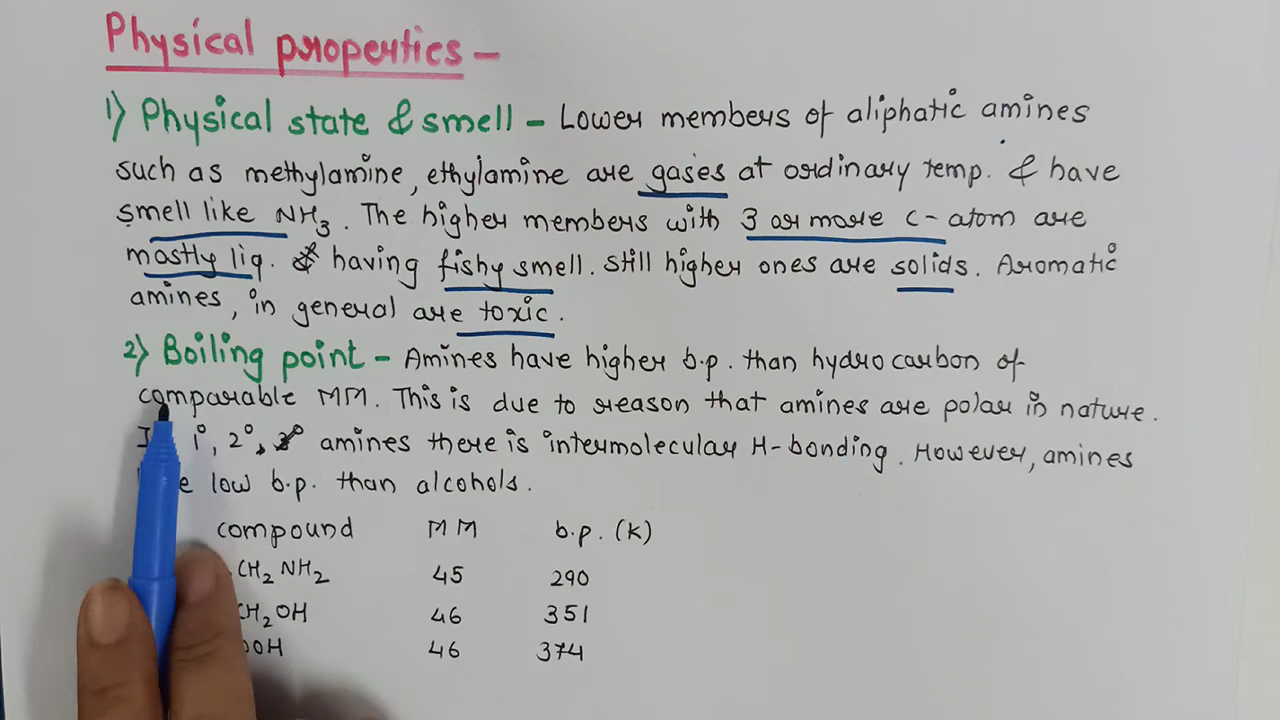 Physical properties -
1) Physical state & smell - Lower members of aliphatic amines
such as methylamine, ethylamine are gases at ordinary temp. & have
smell like NH3. The higher members with 3 or more C-atom are
mostly liq. & having fishy smell. still higher ones are solids. Aromatic
amines, in general are toxic.
2) Boiling point - Amines have higher b.p. than hydrocarbon of
comparable MM. This is due to reason that amines are polar in nature.
1°, 2°, 3° amines there is intermolecular H-bonding. However, amines
low b.p. than alcohols.
compound MM b.p. (K)
CH2 NH2 45 290
CH2OH 46 351
OOH 46 374